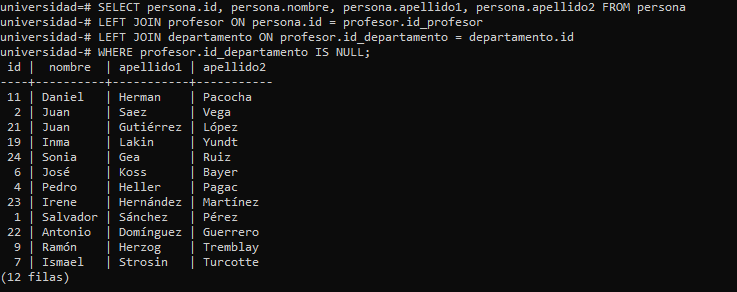 universidad=# SELECT persona.id, persona.nombre, persona.apellido1, persona.apellido2 FROM persona
universidad-# LEFT JOIN profesor ON persona.id = profesor.id_profesor
universidad-# LEFT JOIN departamento ON profesor.id_departamento = departamento.id
universidad-# WHERE profesor.id_departamento IS NULL;
 id |  nombre  | apellido1 | apellido2
----+----------+-----------+-----------
 11 | Daniel   | Herman    | Pacocha
  2 | Juan     | Saez      | Vega
 21 | Juan     | Gutiérrez | López
 19 | Inma     | Lakin     | Yundt
 24 | Sonia    | Gea       | Ruiz
  6 | José     | Koss      | Bayer
  4 | Pedro    | Heller    | Pagac
 23 | Irene    | Hernández | Martínez
  1 | Salvador | Sánchez   | Pérez
 22 | Antonio  | Domínguez | Guerrero
  9 | Ramón    | Herzog    | Tremblay
  7 | Ismael   | Strosin   | Turcotte
(12 filas)